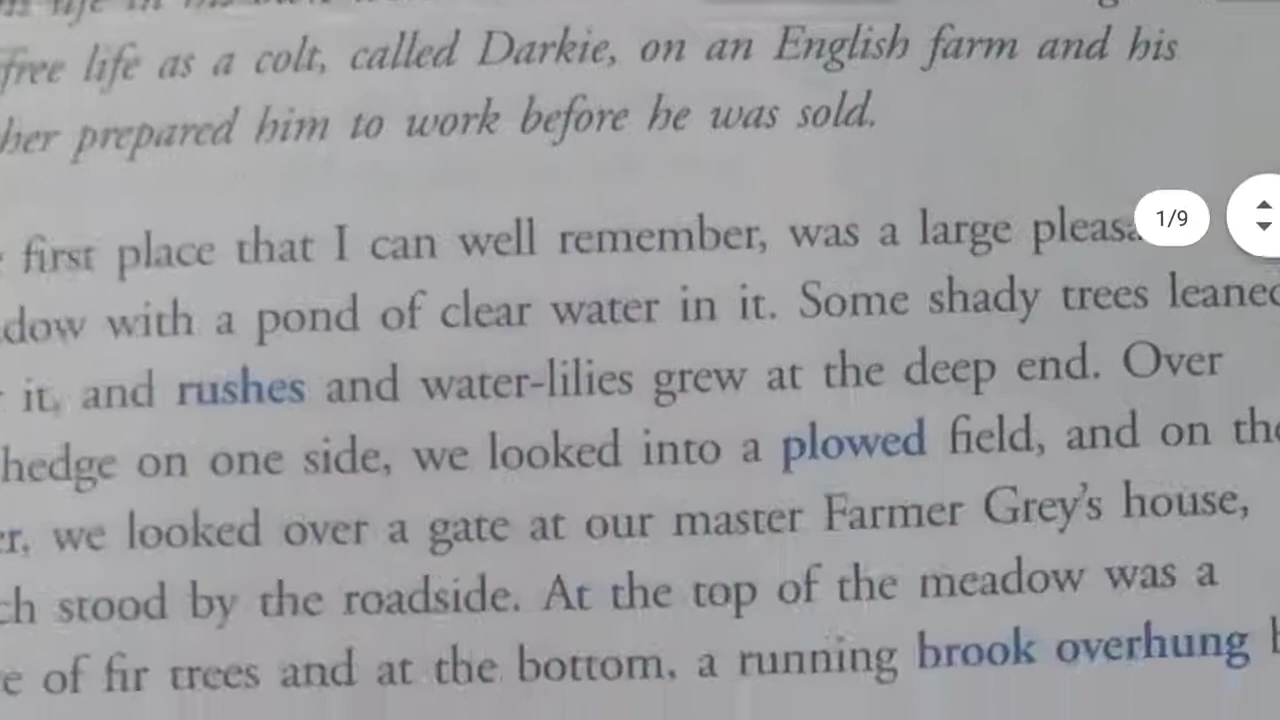 free life as a colt, called Darkie, on an English farm and his
her prepared him to work before he was sold.
1/9
first place that I can well remember, was a large pleasa
dow with a pond of clear water in it. Some shady trees leaned
it, and rushes and water-lilies grew at the deep end. Over
hedge on one side, we looked into a plowed field, and on the
er, we looked over a gate at our master Farmer Grey's house,
ch stood by the roadside. At the top of the meadow was a
e of fir trees and at the bottom, a running brook overhung b